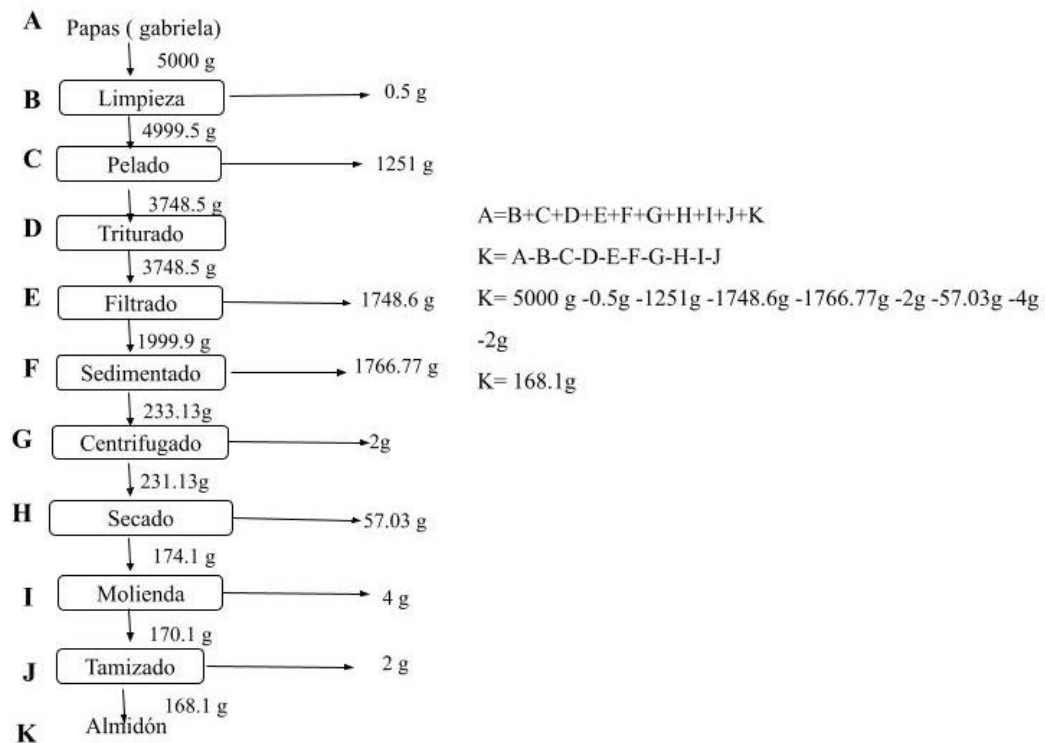 A Papas ( gabriela)
5000 g
B Limpieza 0.5 g
4999.5 g
C Pelado 1251 g
3748.5 g
D Triturado
3748.5 g
E Filtrado 1748.6 g
1999.9 g
F Sedimentado 1766.77 g
233.13g
G Centrifugado 2g
231.13g
H Secado 57.03 g
174.1 g
I Molienda 4 g
170.1 g
J Tamizado 2 g
168.1 g
K Almidón
A=B+C+D+E+F+G+H+I+J+K
K= A-B-C-D-E-F-G-H-I-J
K= 5000 g -0.5g -1251g -1748.6g -1766.77g -2g -57.03g -4g
-2g
K= 168.1g